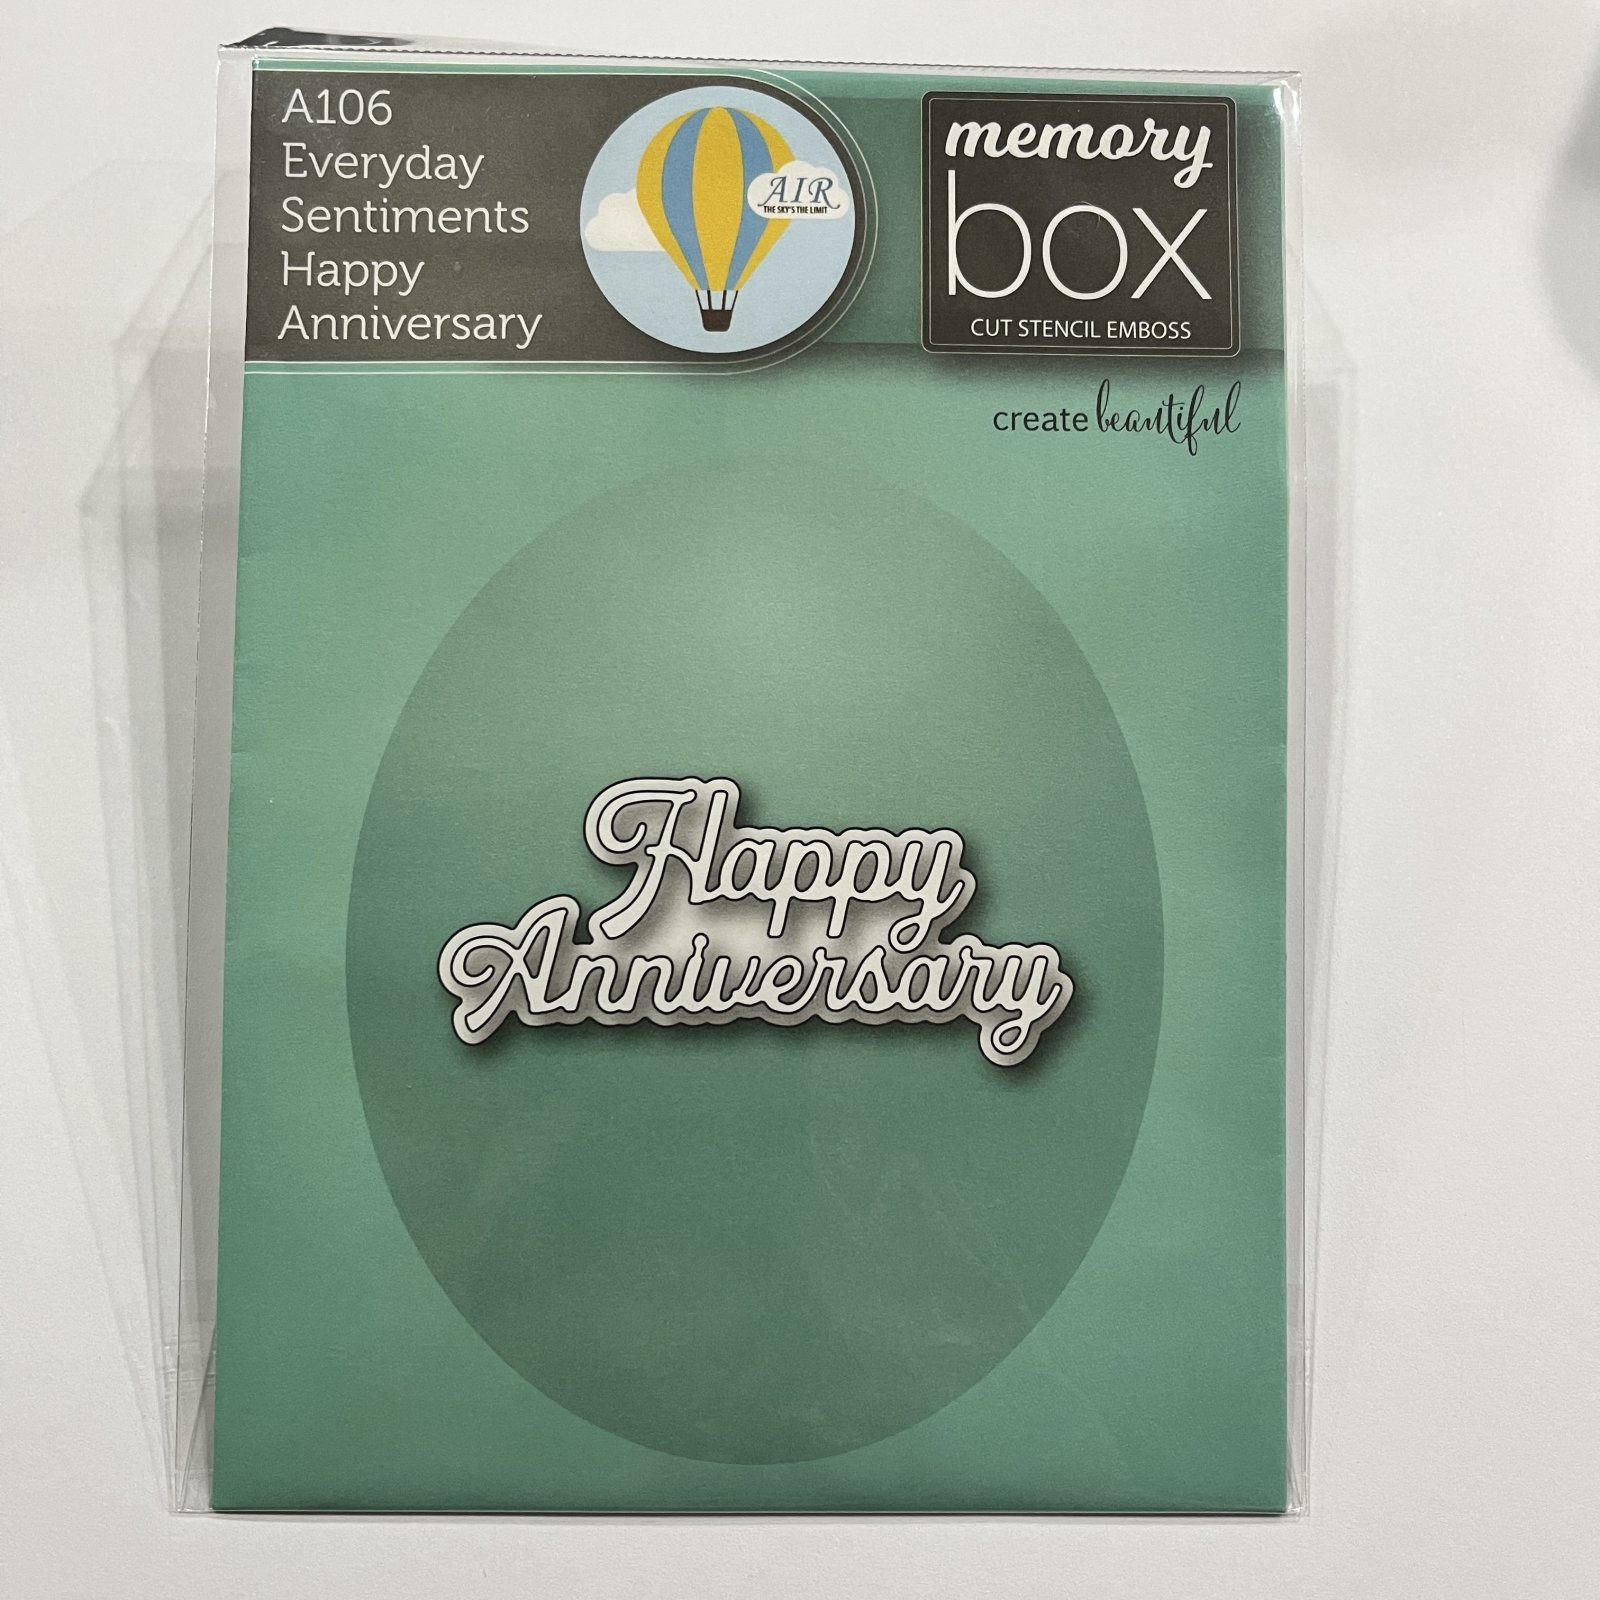 A106
Everyday
Sentiments
Happy
Anniversary
AIR
THE SKY'S THE LIMIT
memory
box
CUT STENCIL EMBOSS
create beautiful
Happy
Anniversary